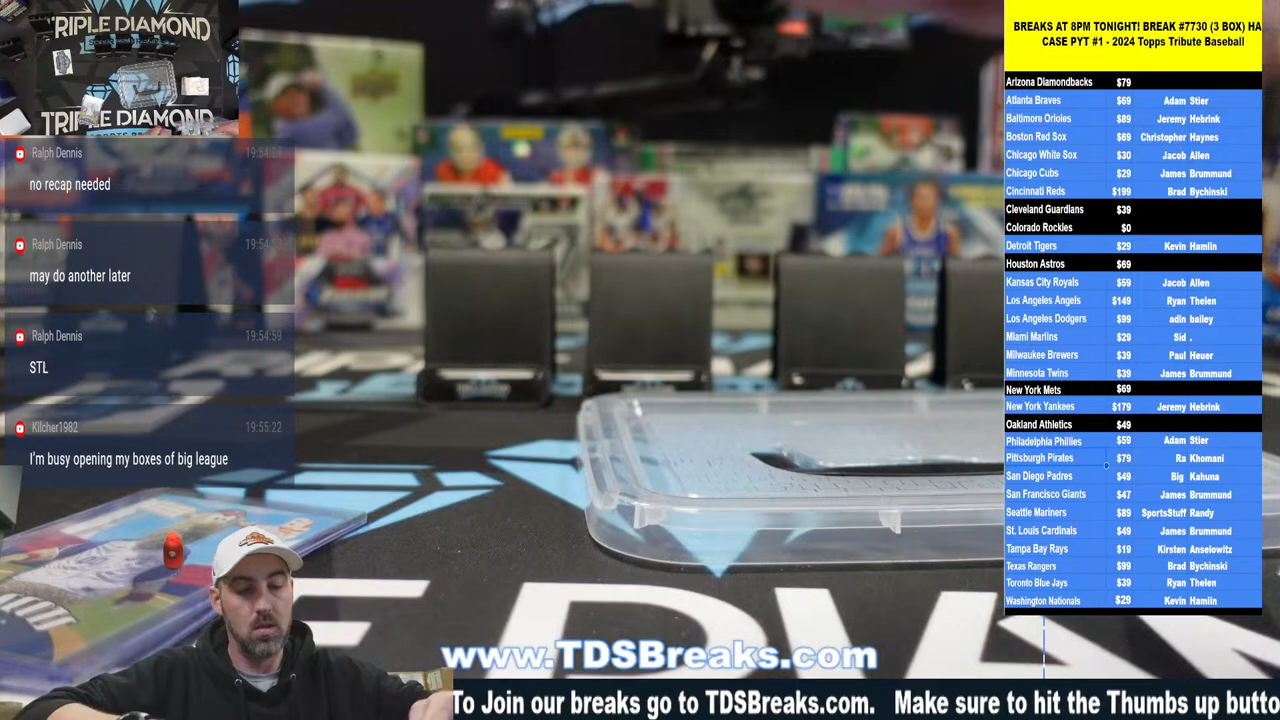 RIPLE DIAMOND
TRIPLE DIAMOND
Ralph Dennis 19:54:24
no recap needed
Ralph Dennis
may do another later
Ralph Dennis 19:54:59
STL
Kilcher1982 19:55:22
I'm busy opening my boxes of big league
BREAKS AT 8PM TONIGHT! BREAK #7730 (3 BOX) HA
CASE PYT #1 - 2024 Topps Tribute Baseball
Arizona Diamondbacks $79
Atlanta Braves $69 Adam Stier
Baltimore Orioles $89 Jeremy Hebrink
Boston Red Sox $69 Christopher Haynes
Chicago White Sox $30 Jacob Allen
Chicago Cubs $29 James Brummund
Cincinnati Reds $199 Brad Bychinski
Cleveland Guardians $39
Colorado Rockies $0
Detroit Tigers $29 Kevin Hamlin
Houston Astros $69
Kansas City Royals $59 Jacob Allen
Los Angeles Angels $149 Ryan Thelen
Los Angeles Dodgers $99 adin bailey
Miami Marlins $29 Sid .
Milwaukee Brewers $39 Paul Heuer
Minnesota Twins $39 James Brummund
New York Mets $69
New York Yankees $179 Jeremy Hebrink
Oakland Athletics $49
Philadelphia Phillies $59 Adam Stier
Pittsburgh Pirates $79 Ra Khomani
San Diego Padres $49 Big Kahuna
San Francisco Giants $47 James Brummund
Seattle Mariners $89 SportsStuff Randy
St. Louis Cardinals $49 James Brummund
Tampa Bay Rays $19 Kirsten Anselowitz
Texas Rangers $99 Brad Bychinski
Toronto Blue Jays $39 Ryan Thelen
Washington Nationals $29 Kevin Hamlin
www.TDSBreaks.com
To Join our breaks go to TDSBreaks.com. Make sure to hit the Thumbs up butto